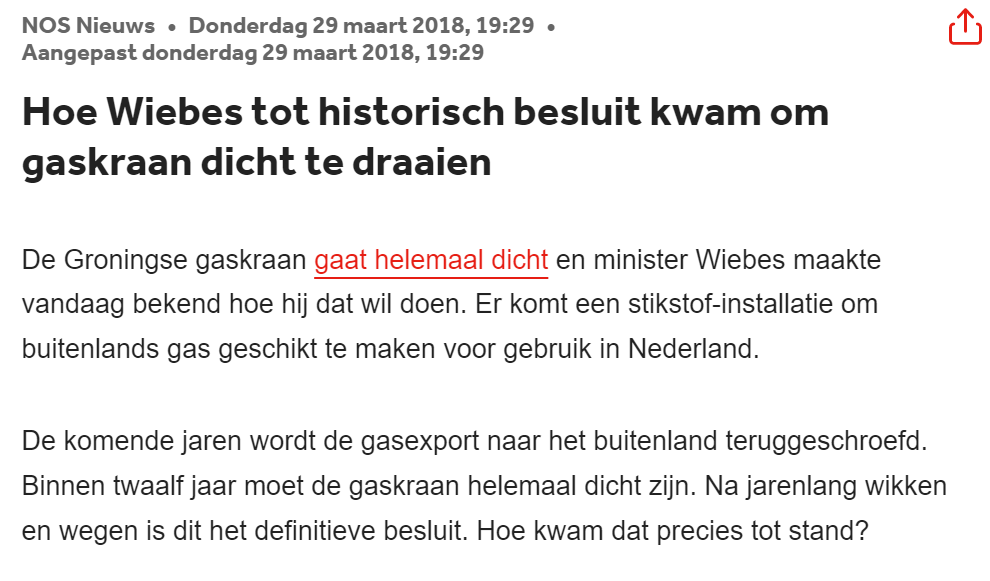 NOS Nieuws • Donderdag 29 maart 2018, 19:29 •
Aangepast donderdag 29 maart 2018, 19:29
Hoe Wiebes tot historisch besluit kwam om
gaskraan dicht te draaien
De Groningse gaskraan gaat helemaal dicht en minister Wiebes maakte
vandaag bekend hoe hij dat wil doen. Er komt een stikstof-installatie om
buitenlands gas geschikt te maken voor gebruik in Nederland.
De komende jaren wordt de gasexport naar het buitenland teruggeschroefd.
Binnen twaalf jaar moet de gaskraan helemaal dicht zijn. Na jarenlang wikken
en wegen is dit het definitieve besluit. Hoe kwam dat precies tot stand?